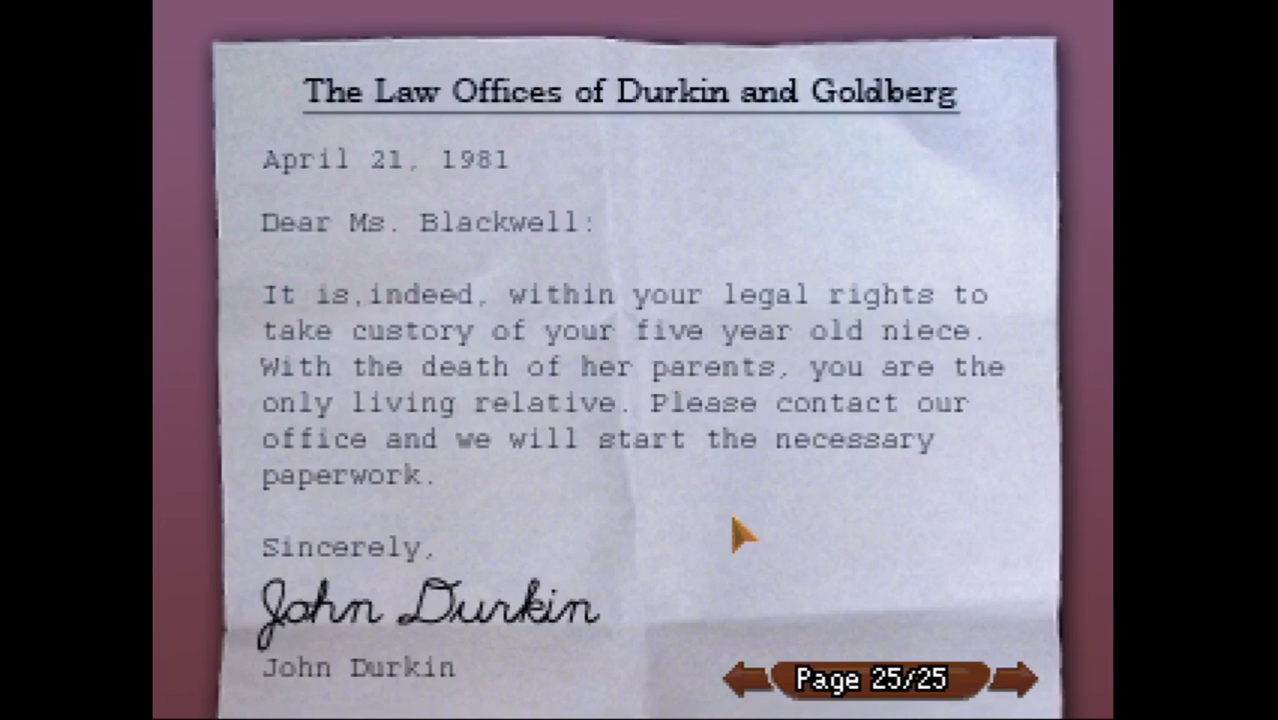 The Law Offices of Durkin and Goldberg
April 21, 1981
Dear Ms. Blackwell:
It is,indeed, within your legal rights to
take custory of your five year old niece.
With the death of her parents, you are the
only living relative. Please contact our
office and we will start the necessary
paperwork.
Sincerely,
John Durkin
John Durkin
Page 25/25